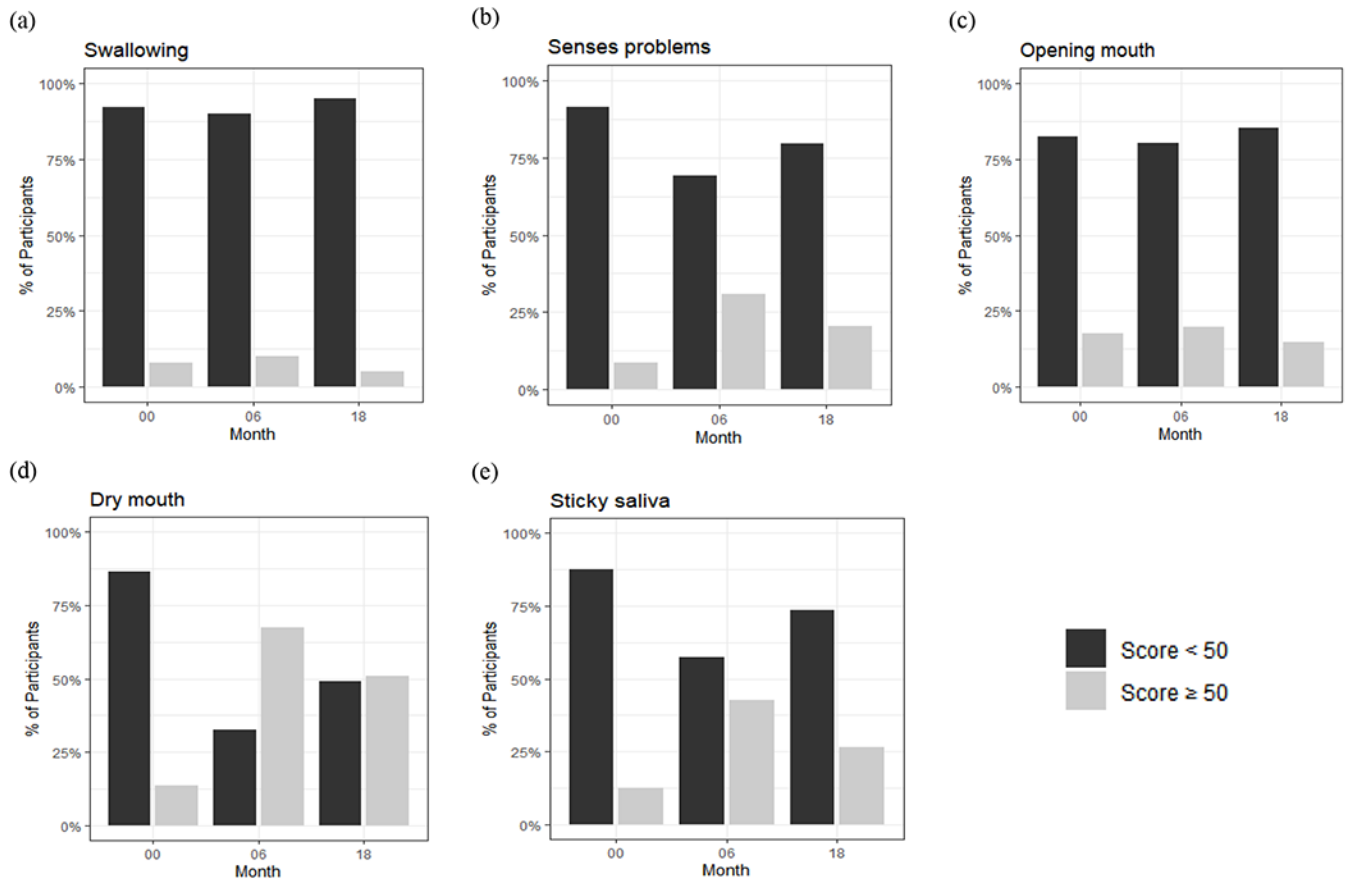 (a)
Swallowing
100%
75%
50%
25%
0%
% of Participants
00
06
18
Month
(b)
Senses problems
100%
75%
50%
25%
0%
% of Participants
00
06
18
Month
(c)
Opening mouth
100%
75%
50%
25%
0%
% of Participants
00
06
18
Month
(d)
Dry mouth
100%
75%
50%
25%
0%
% of Participants
00
06
18
Month
(e)
Sticky saliva
100%
75%
50%
25%
0%
% of Participants
00
06
18
Month
Score < 50
Score ≥ 50